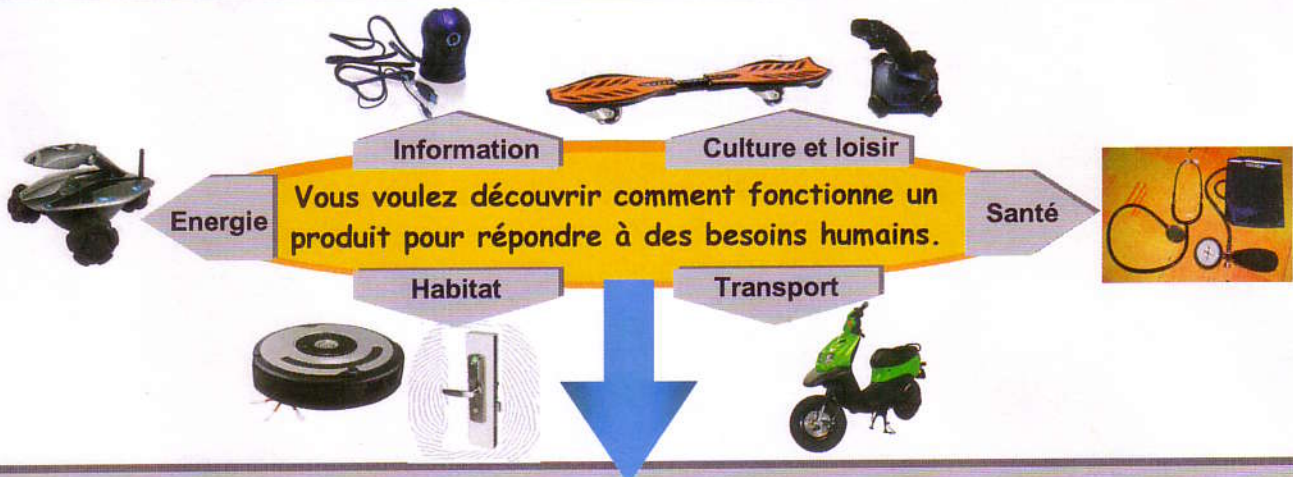 Information
Culture et loisir
Energie
Vous voulez découvrir comment fonctionne un
produit pour répondre à des besoins humains.
Santé
Habitat
Transport